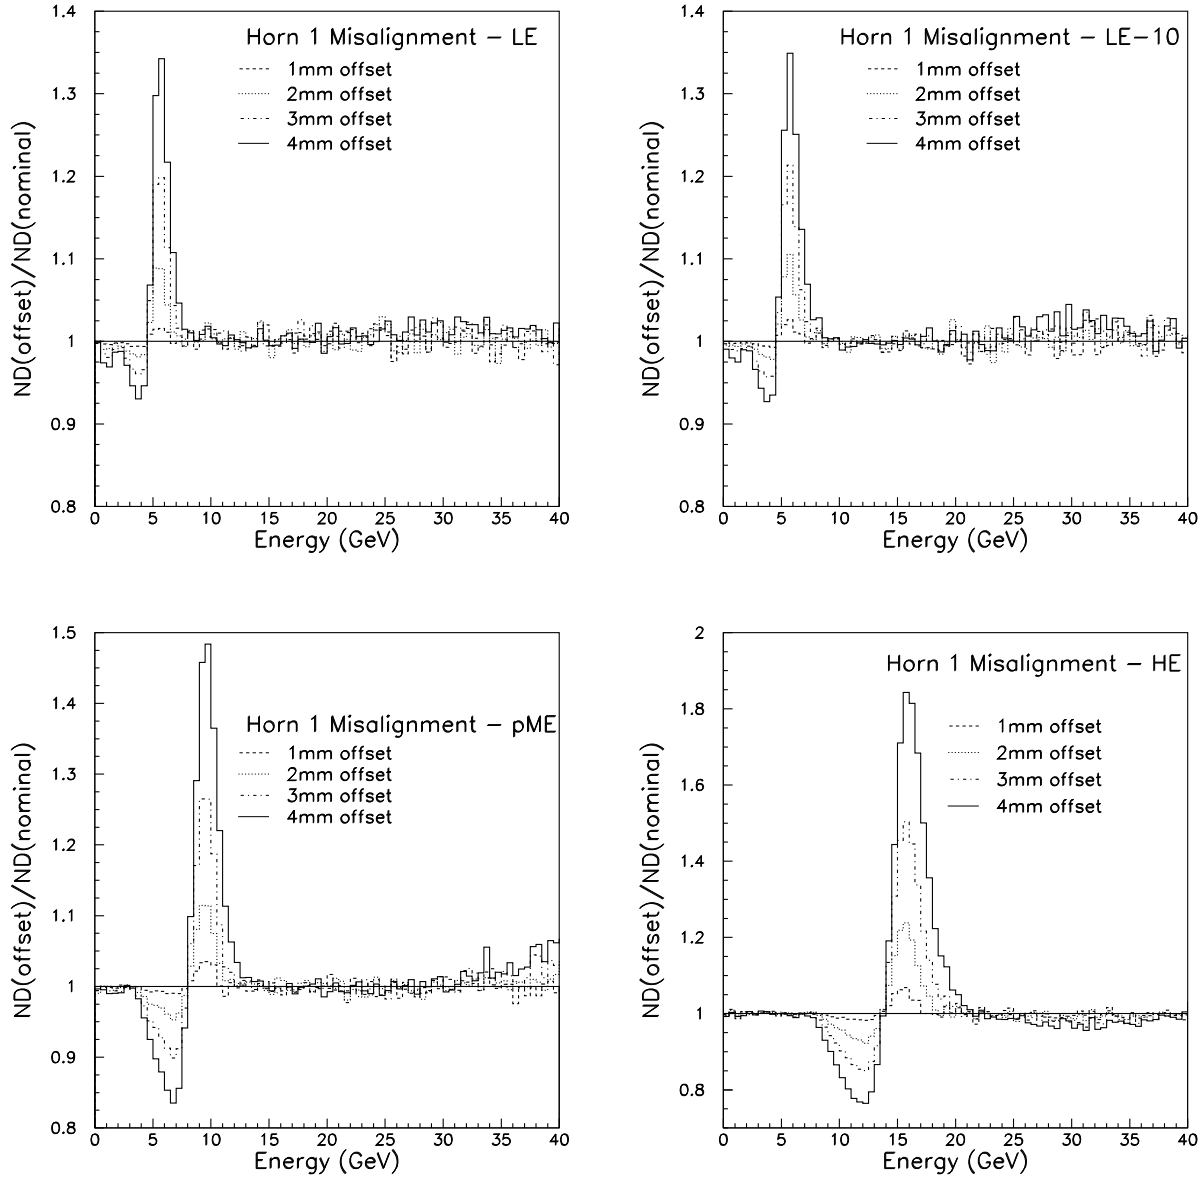 Horn 1 Misalignment – LE
1mm offset
2mm offset
3mm offset
4mm offset
ND(offset)/ND(nominal)
1.4
1.3
1.2
1.1
1
0.9
0.8
0 5 10 15 20 25 30 35 40
Energy (GeV)
Horn 1 Misalignment – LE–10
1mm offset
2mm offset
3mm offset
4mm offset
ND(offset)/ND(nominal)
1.4
1.3
1.2
1.1
1
0.9
0.8
0 5 10 15 20 25 30 35 40
Energy (GeV)
Horn 1 Misalignment – pME
1mm offset
2mm offset
3mm offset
4mm offset
ND(offset)/ND(nominal)
1.5
1.4
1.3
1.2
1.1
1
0.9
0.8
0 5 10 15 20 25 30 35 40
Energy (GeV)
Horn 1 Misalignment – HE
1mm offset
2mm offset
3mm offset
4mm offset
ND(offset)/ND(nominal)
2
1.8
1.6
1.4
1.2
1
0.8
0 5 10 15 20 25 30 35 40
Energy (GeV)